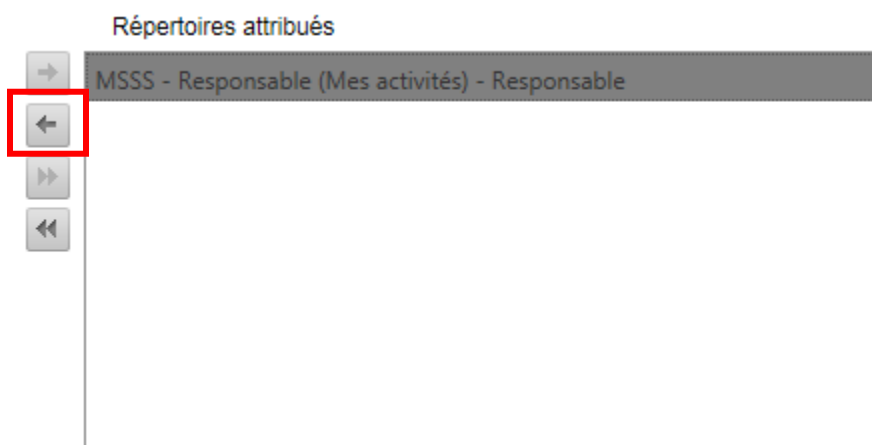 Répertoires attribués
MSSS - Responsable (Mes activités) - Responsable